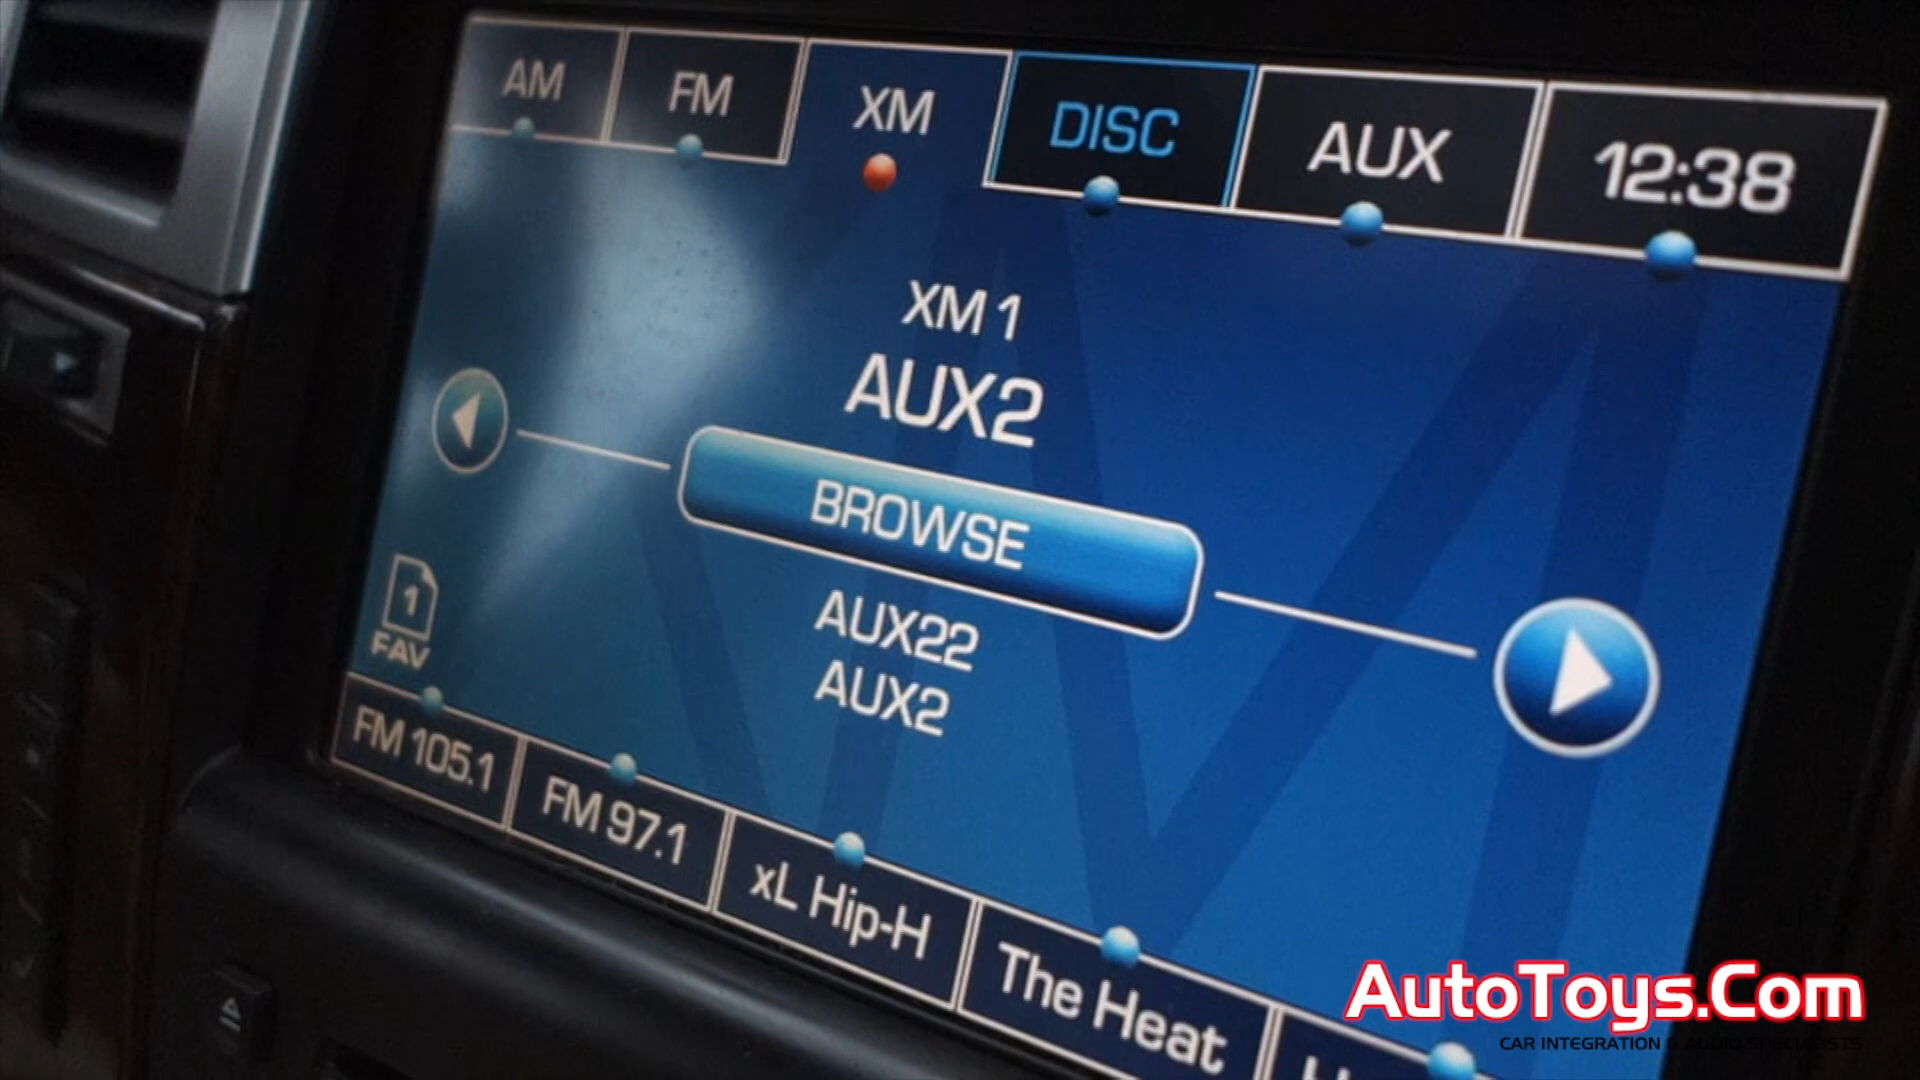 AM FM XM DISC AUX 12:38
XM 1
AUX2
BROWSE
AUX22
AUX2
1
FAV
FM 105.1 FM 97.1 xL Hip-H The Heat
AutoToys.Com
CAR INTEGRATION & AUDIO SPECIALISTS